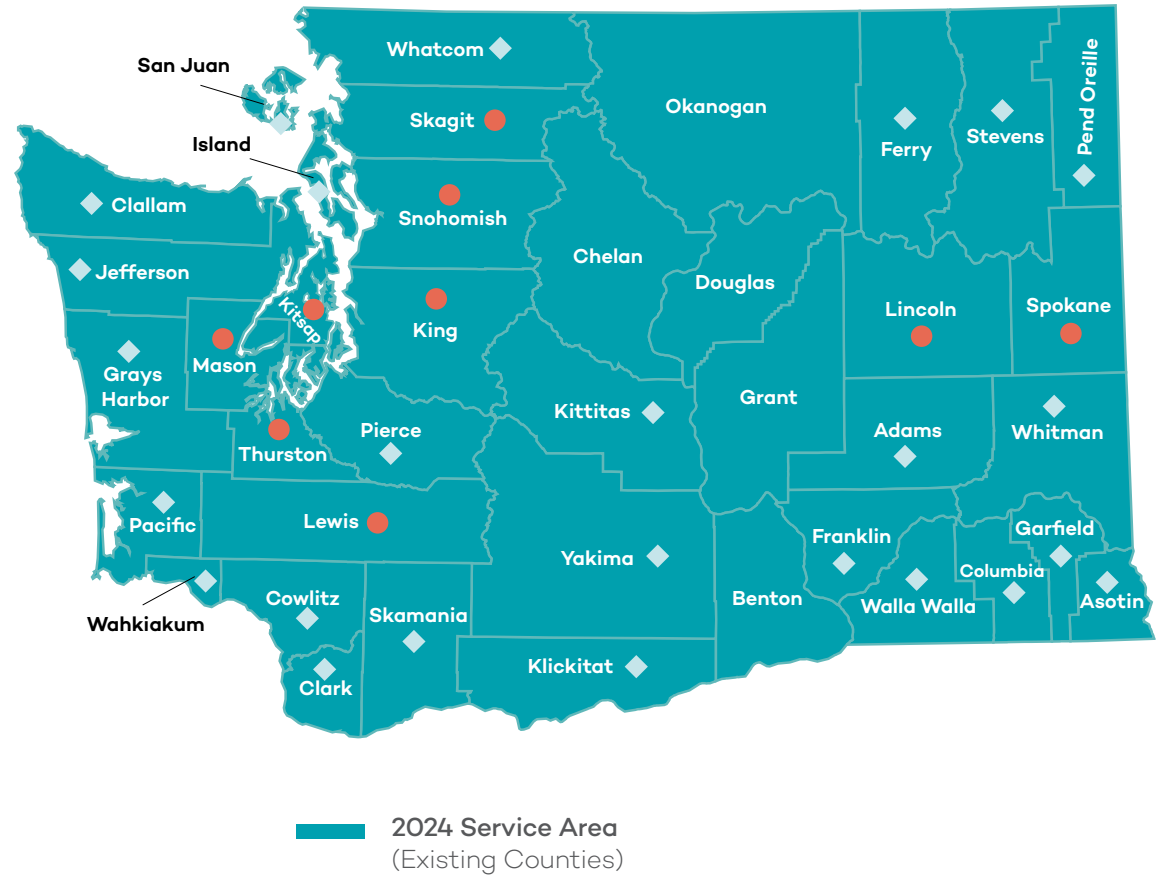 Whatcom
San Juan
Skagit
Okanogan
Ferry
Stevens
Pend Oreille
Island
Clallam
Snohomish
Chelan
Jefferson
Douglas
Kitsap
King
Lincoln
Spokane
Mason
Grays
Harbor
Kittitas
Grant
Pierce
Adams
Whitman
Thurston
Lewis
Pacific
Yakima
Franklin
Garfield
Columbia
Wahkiakum
Cowlitz
Skamania
Benton
Walla Walla
Asotin
Klickitat
Clark
2024 Service Area
(Existing Counties)